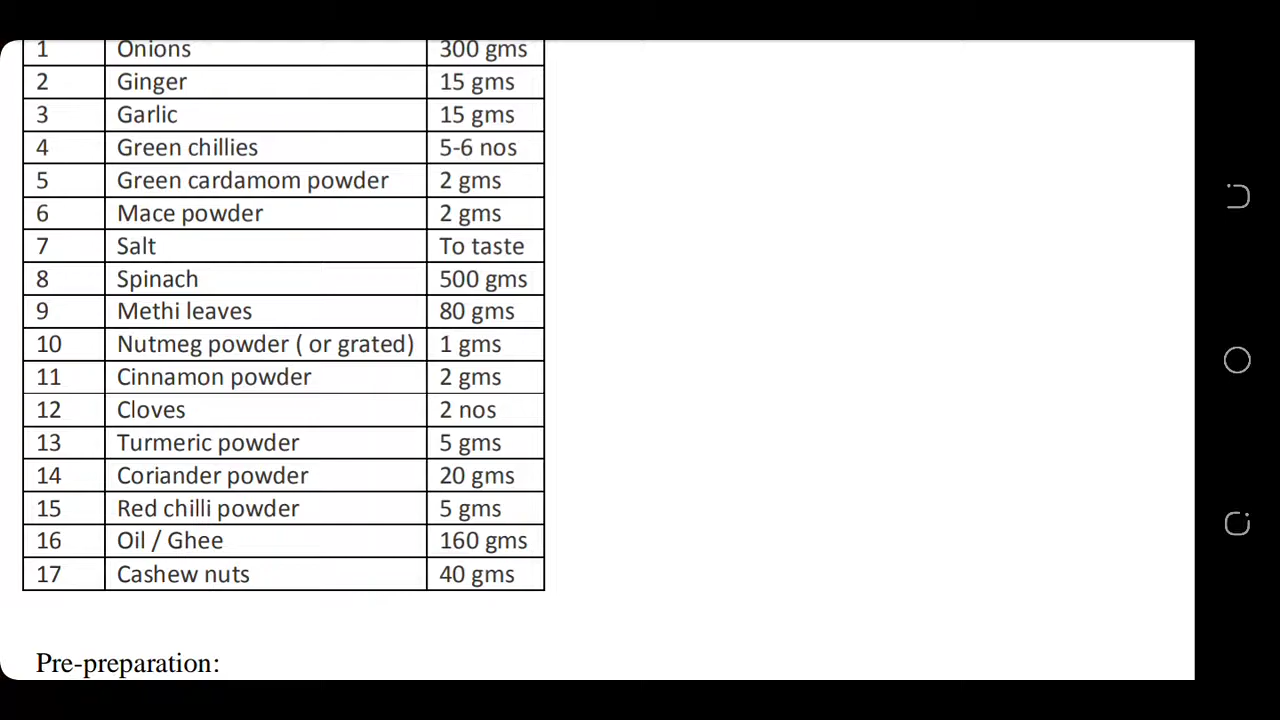 1 Onions 300 gms
2 Ginger 15 gms
3 Garlic 15 gms
4 Green chillies 5-6 nos
5 Green cardamom powder 2 gms
6 Mace powder 2 gms
7 Salt To taste
8 Spinach 500 gms
9 Methi leaves 80 gms
10 Nutmeg powder ( or grated) 1 gms
11 Cinnamon powder 2 gms
12 Cloves 2 nos
13 Turmeric powder 5 gms
14 Coriander powder 20 gms
15 Red chilli powder 5 gms
16 Oil / Ghee 160 gms
17 Cashew nuts 40 gms
Pre-preparation: